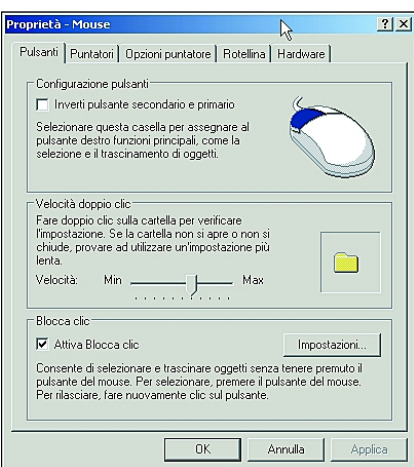 Proprietà - Mouse
Pulsanti Puntatori Opzioni puntatore Rotellina Hardware
Configurazione pulsanti
Inverti pulsante secondario e primario
Selezionare questa casella per assegnare al
pulsante destro funzioni principali, come la
selezione e il trascinamento di oggetti.
Velocità doppio clic
Fare doppio clic sulla cartella per verificare
l'impostazione. Se la cartella non si apre o non si
chiude, provare ad utilizzare un'impostazione più
lenta.
Velocità: Min Max
Blocca clic
Attiva Blocca clic Impostazioni...
Consente di selezionare e trascinare oggetti senza tenere premuto il
pulsante del mouse. Per selezionare, premere il pulsante del mouse.
Per rilasciare, fare nuovamente clic sul pulsante.
OK Annulla Applica